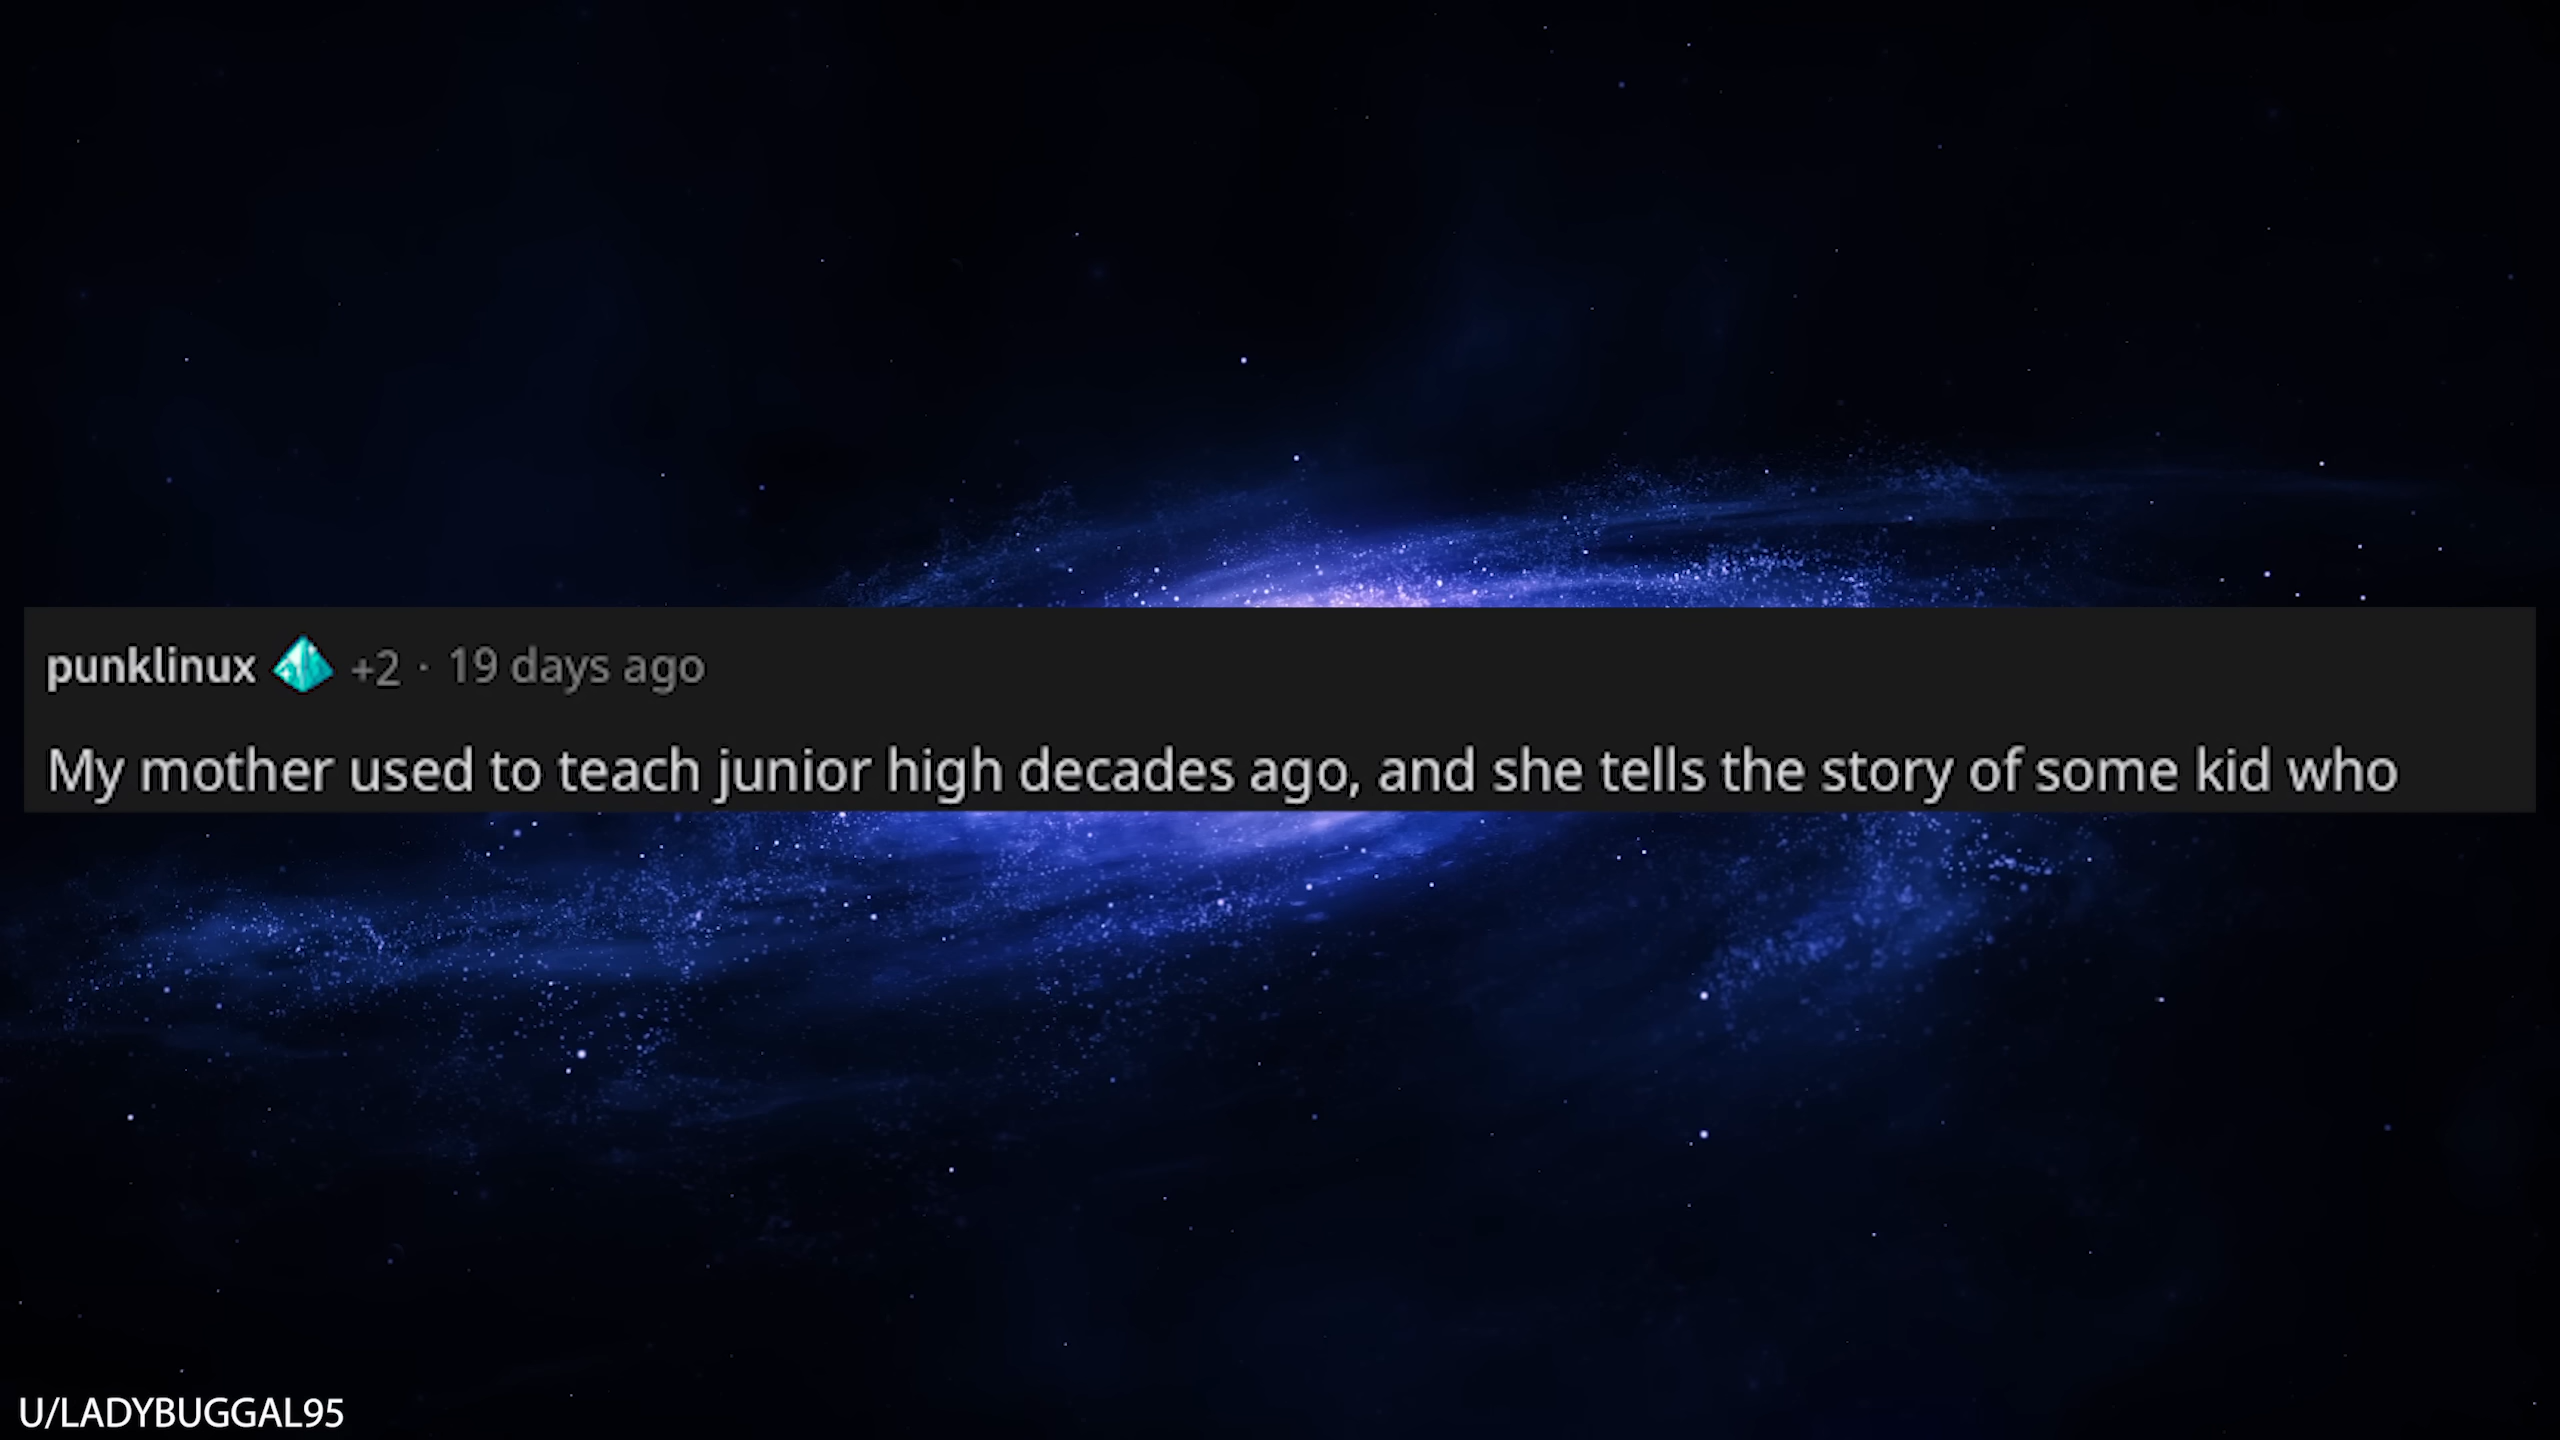 punklinux +2 · 19 days ago
My mother used to teach junior high decades ago, and she tells the story of some kid who
U/LADYBUGGAL95